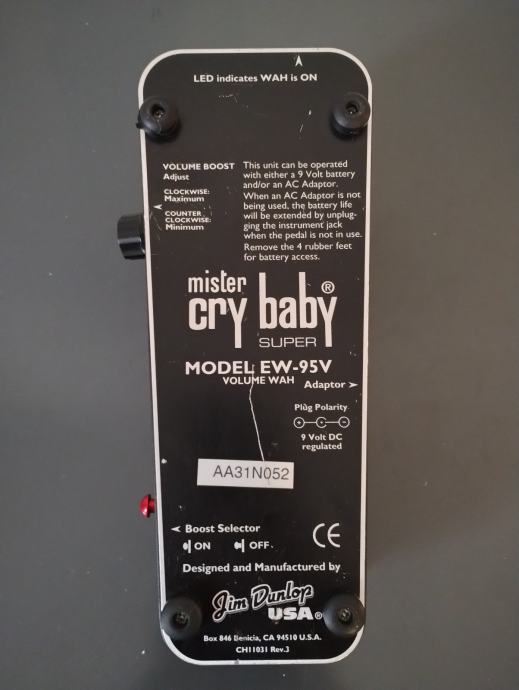 LED indicates WAH is ON
VOLUME BOOST
Adjust
CLOCKWISE:
Maximum
COUNTER
CLOCKWISE:
Minimum
This unit can be operated
with either a 9 Volt battery
and/or an AC Adaptor.
When an AC Adaptor is not
being used, the battery life
will be extended by unplug-
ging the instrument jack
when the pedal is not in use.
Remove the 4 rubber feet
for battery access.
mister
cry baby®
SUPER
MODEL EW-95V
VOLUME WAH
Adaptor ➤
Plug Polarity
+ - −
9 Volt DC
regulated
AA31N052
Boost Selector
ON OFF
CE
Designed and Manufactured by
Jim Dunlop
USA®
Box 846 Benicia, CA 94510 U.S.A.
CH11031 Rev.3